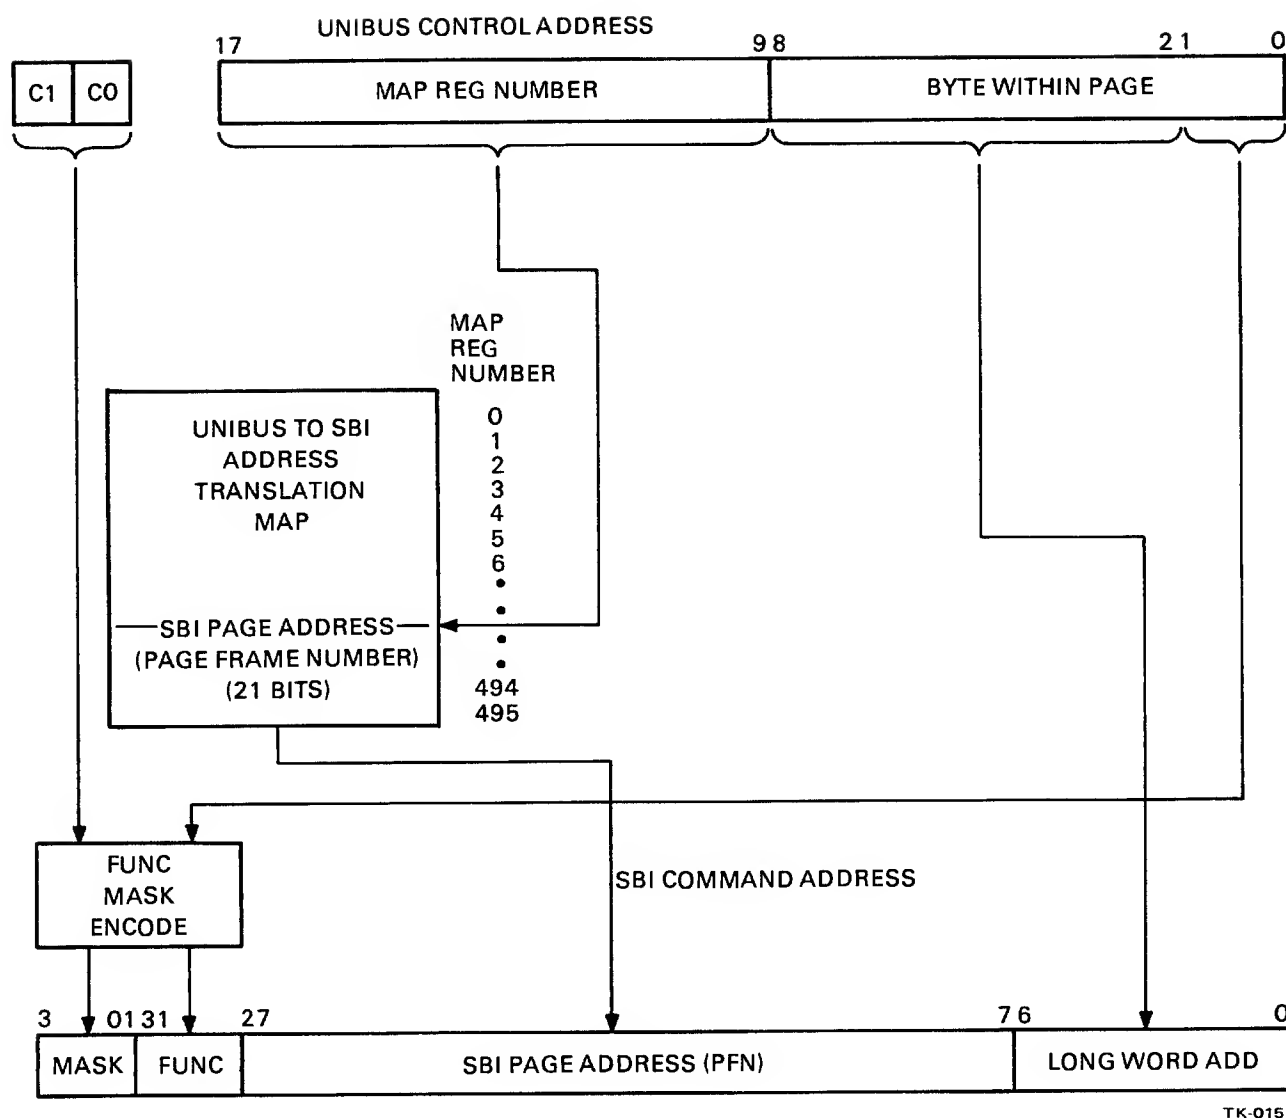 UNIBUS CONTROL ADDRESS
17 9 8 2 1 0
C1 C0 MAP REG NUMBER BYTE WITHIN PAGE
MAP
REG
NUMBER
UNIBUS TO SBI
ADDRESS
TRANSLATION
MAP
SBI PAGE ADDRESS
(PAGE FRAME NUMBER)
(21 BITS)
0
1
2
3
4
5
6
494
495
FUNC
MASK
ENCODE
SBI COMMAND ADDRESS
3 01 31 27 7 6 0
MASK FUNC SBI PAGE ADDRESS (PFN) LONG WORD ADD
TK-015